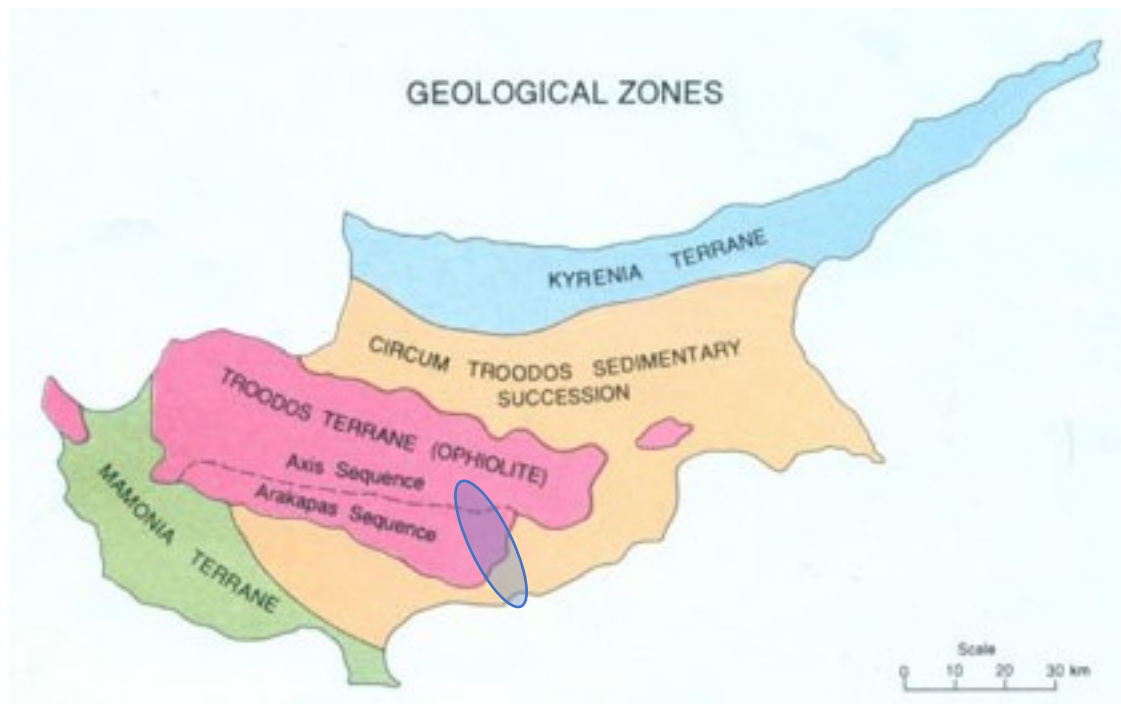 GEOLOGICAL ZONES
KYRENIA TERRANE
CIRCUM TROODOS SEDIMENTARY
SUCCESSION
TROODOS TERRANE (OPHIOLITE)
Axis Sequence
Arakapas Sequence
MAMONIA TERRANE
Scale
0 10 20 30 km